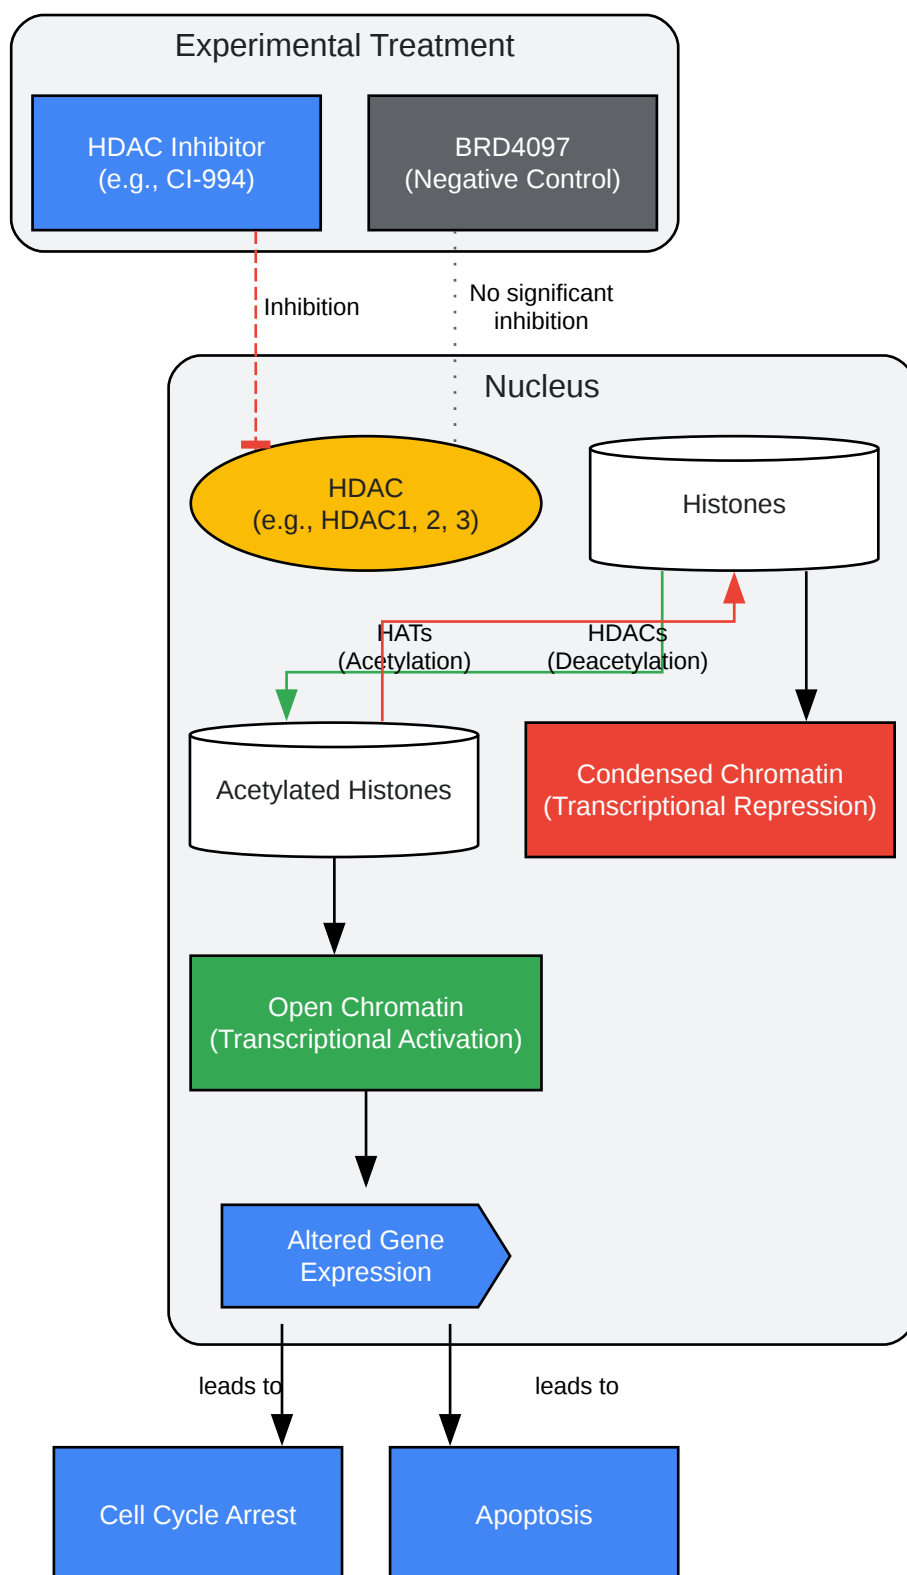 Experimental Treatment
HDAC Inhibitor
(e.g., CI-994)
BRD4097
(Negative Control)
Inhibition
No significant
inhibition
Nucleus
HDAC
(e.g., HDAC1, 2, 3)
Histones
HATs
(Acetylation)
HDACs
(Deacetylation)
Acetylated Histones
Condensed Chromatin
(Transcriptional Repression)
Open Chromatin
(Transcriptional Activation)
Altered Gene
Expression
leads to
leads to
Cell Cycle Arrest
Apoptosis